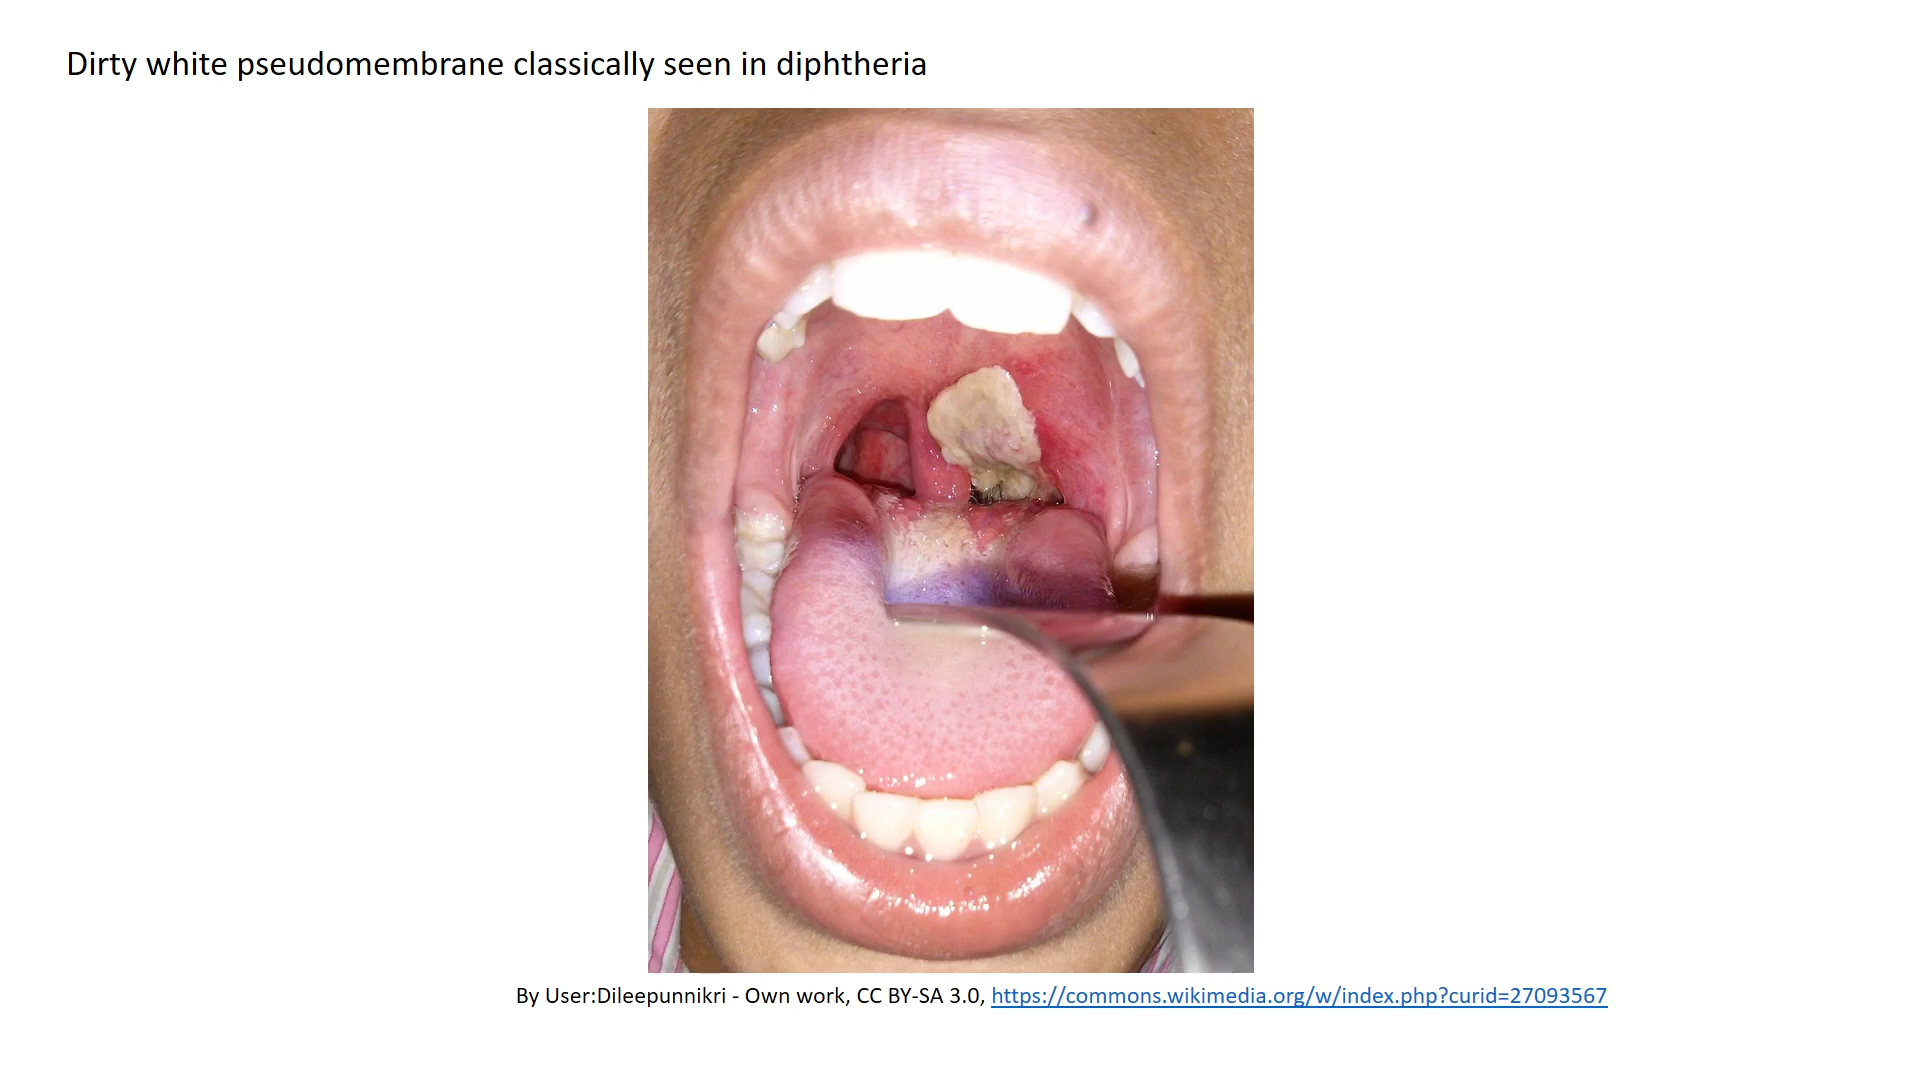 Dirty white pseudomembrane classically seen in diphtheria
By User:Dileepunnikri - Own work, CC BY-SA 3.0, https://commons.wikimedia.org/w/index.php?curid=27093567